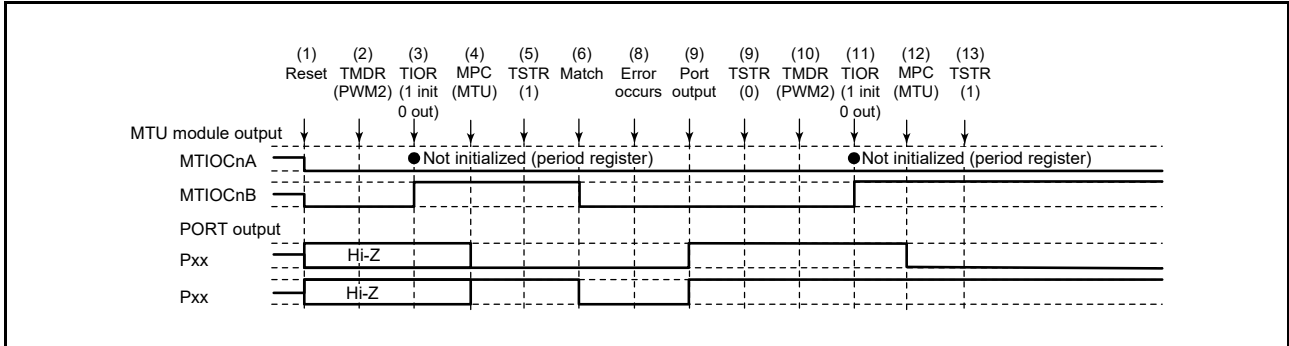 (1) (2) (3) (4) (5) (6) (8) (9) (9) (10) (11) (12) (13)
Reset TMDR TIOR MPC TSTR Match Error Port TSTR TMDR TIOR MPC TSTR
(PWM2) (1 init (MTU) (1) occurs output (0) (PWM2) (1 init (MTU) (1)
0 out) 0 out)
MTU module output
MTIOCnA Not initialized (period register) Not initialized (period register)
MTIOCnB
PORT output
Pxx Hi-Z
Pxx Hi-Z